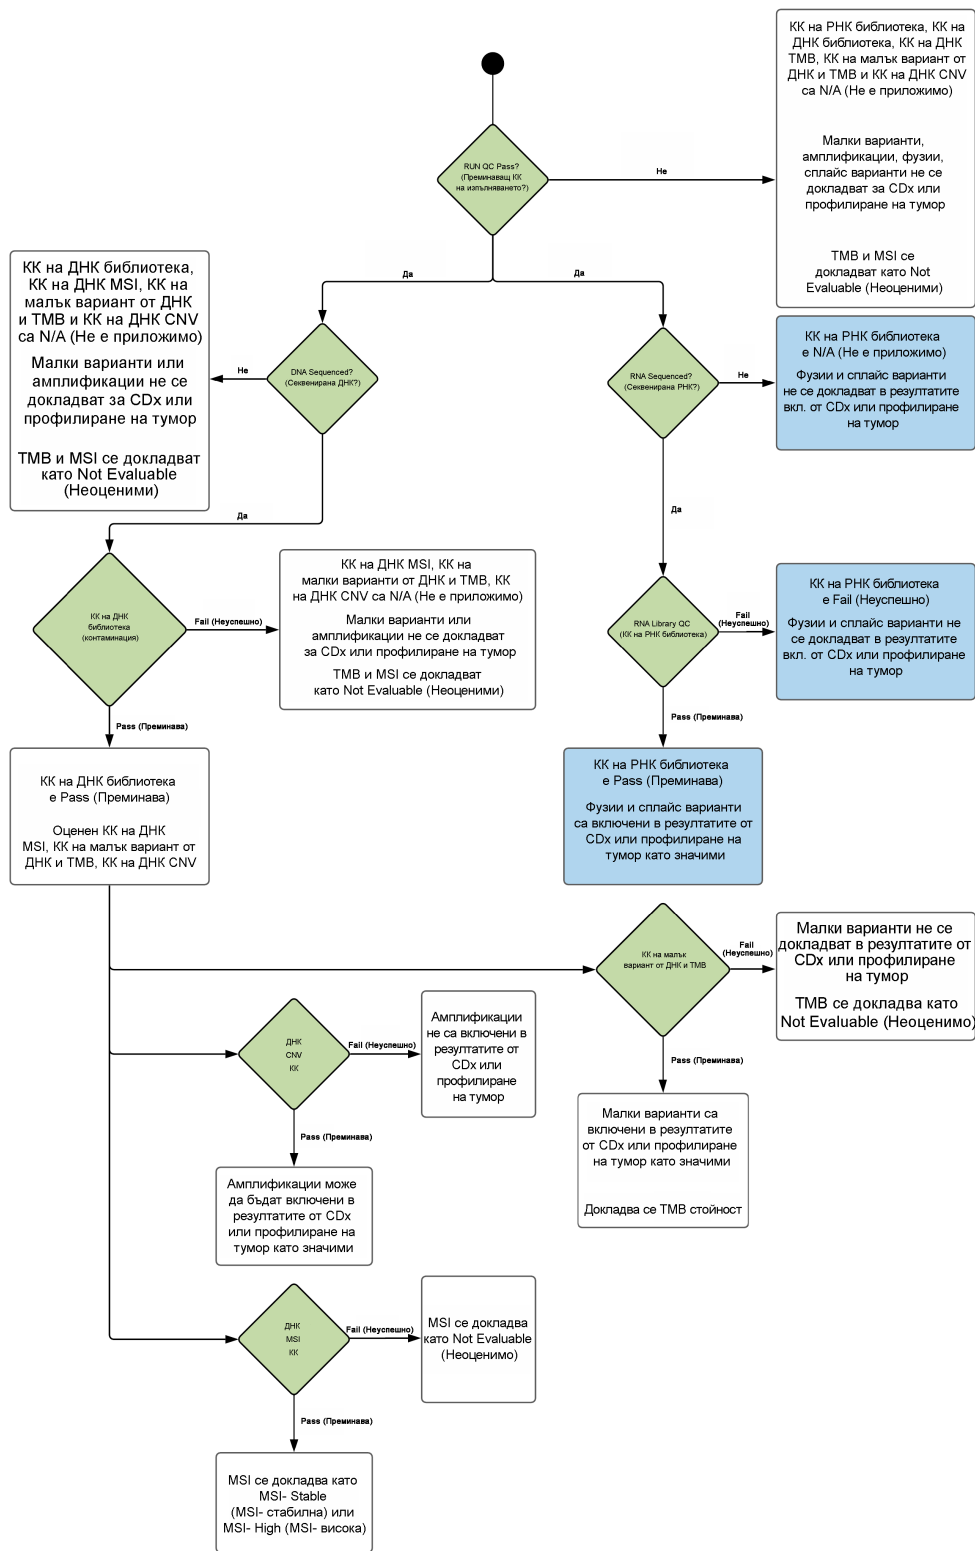 КК на РНК библиотека, КК на
ДНК библиотека, КК на ДНК
TMB, КК на малък вариант от
ДНК и TMB и КК на ДНК CNV
са N/A (Не е приложимо)
Малки варианти,
амплификации, фузии,
сплайс варианти не се
докладват за CDx или
профилиране на тумор
TMB и MSI се
докладват като Not
Evaluable (Неоценими)
RUN QC Pass?
(Преминаващ КК
на изпълняването?)
Не
Да
Да
КК на ДНК библиотека,
КК на ДНК MSI, КК на
малък вариант от ДНК
и TMB и КК на ДНК CNV
са N/A (Не е приложимо)
Малки варианти или
амплификации не се
докладват за CDx или
профилиране на тумор
TMB и MSI се докладват
като Not Evaluable
(Неоценими)
Не
DNA Sequenced?
(Секвенирана ДНК?)
RNA Sequenced?
(Секвенирана РНК?)
Не
КК на РНК библиотека
е N/A (Не е приложимо)
Фузии и сплайс варианти
не се докладват в резултатите
вкл. от CDx или профилиране
на тумор
Да
Да
КК на ДНК
библиотека
(контаминация)
Fail (Неуспешно)
КК на ДНК MSI, КК на
малки варианти от ДНК и TMB, КК
на ДНК CNV са N/A (Не е приложимо)
Малки варианти или
амплификации не се докладват
за CDx или профилиране на тумор
TMB и MSI се докладват
като Not Evaluable (Неоценими)
RNA Library QC
(КК на РНК библиотека)
Fail
(Неуспешно)
КК на РНК библиотека
е Fail (Неуспешно)
Фузии и сплайс варианти не
се докладват в резултатите
вкл. от CDx или профилиране
на тумор
Pass (Преминава)
Pass (Преминава)
КК на ДНК библиотека
е Pass (Преминава)
Оценен КК на ДНК
MSI, КК на малък вариант от
ДНК и TMB, КК на ДНК CNV
КК на РНК библиотека
е Pass (Преминава)
Фузии и сплайс варианти
са включени в резултатите от
CDx или профилиране на
тумор като значими
КК на малък
вариант от ДНК и TMB
Fail
(Неуспешно)
Малки варианти не се
докладват в резултатите от
CDx или профилиране
на тумор
TMB се докладва като
Not Evaluable (Неоценимо)
ДНК
CNV
КК
Fail (Неуспешно)
Амплификации
не са включени в
резултатите от
CDx или
профилиране
на тумор
Pass (Преминава)
Малки варианти са
включени в резултатите
от CDx или профилиране
на тумор като значими
Докладва се TMB стойност
Pass (Преминава)
Амплификации може
да бъдат включени в
резултатите от CDx
или профилиране на
тумор като значими
ДНК
MSI
КК
Fail (Неуспешно)
MSI се докладва
като Not Evaluable
(Неоценимо)
Pass (Преминава)
MSI се докладва като
MSI- Stable
(MSI- стабилна) или
MSI- High (MSI- висока)